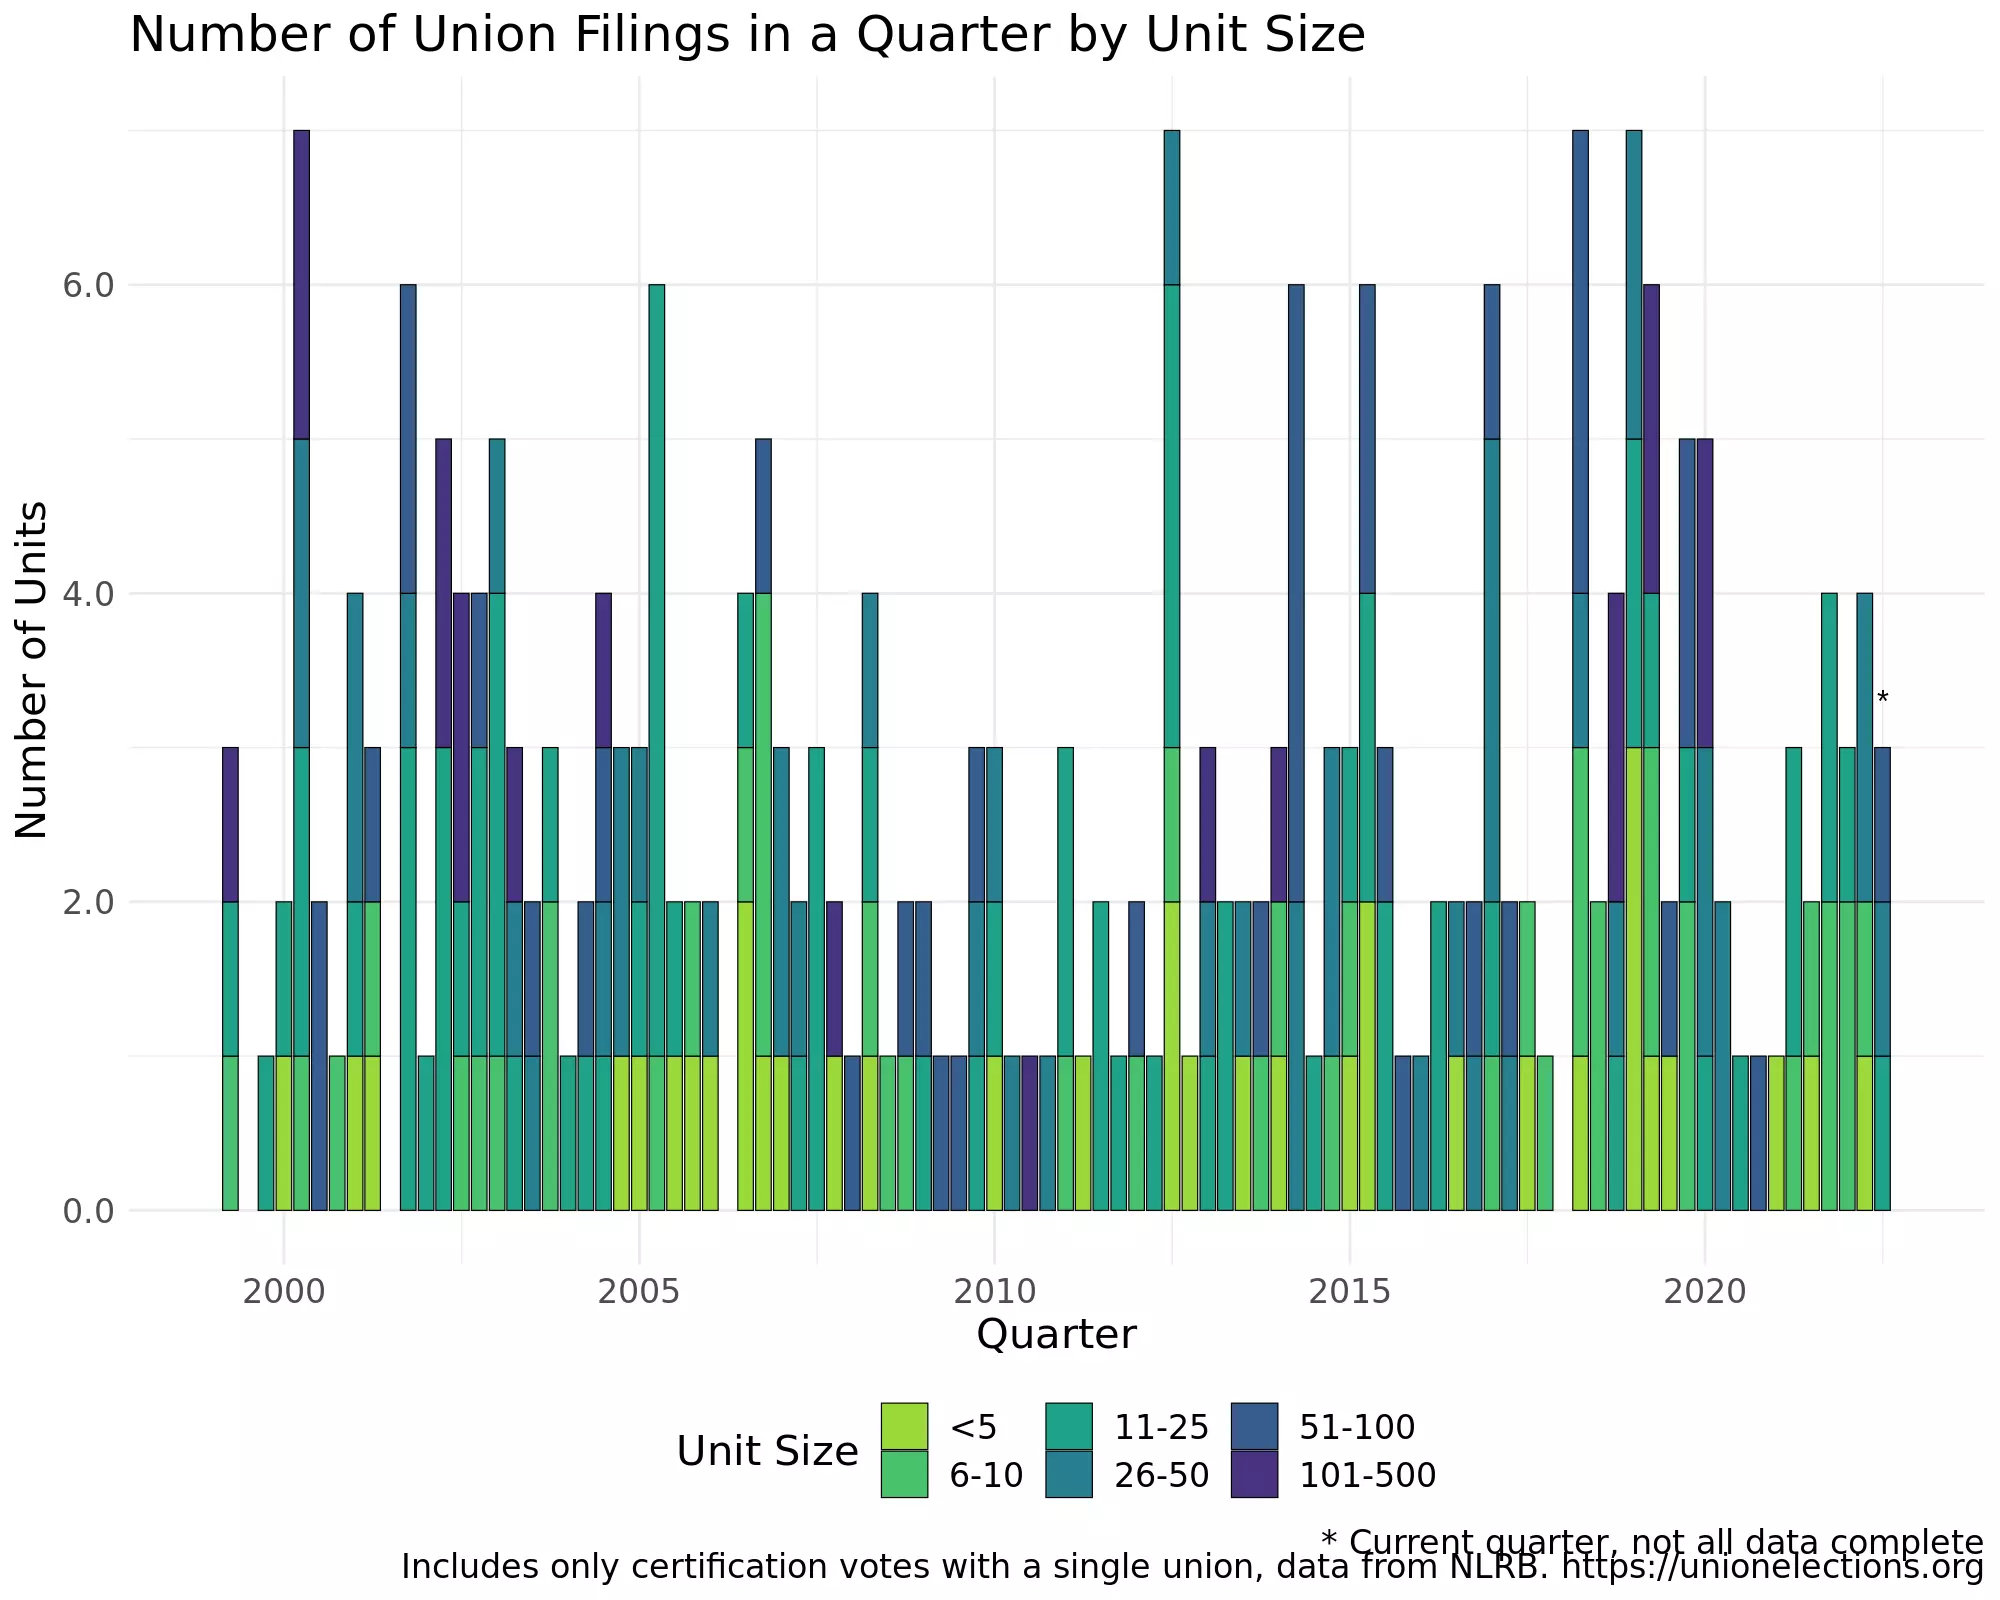 Number of Union Filings in a Quarter by Unit Size
Number of Units
6.0
4.0
2.0
0.0
*
2000 2005 2010 2015 2020
Quarter
Unit Size
<5 11-25 51-100
6-10 26-50 101-500
* Current quarter, not all data complete
Includes only certification votes with a single union, data from NLRB. https://unionelections.org